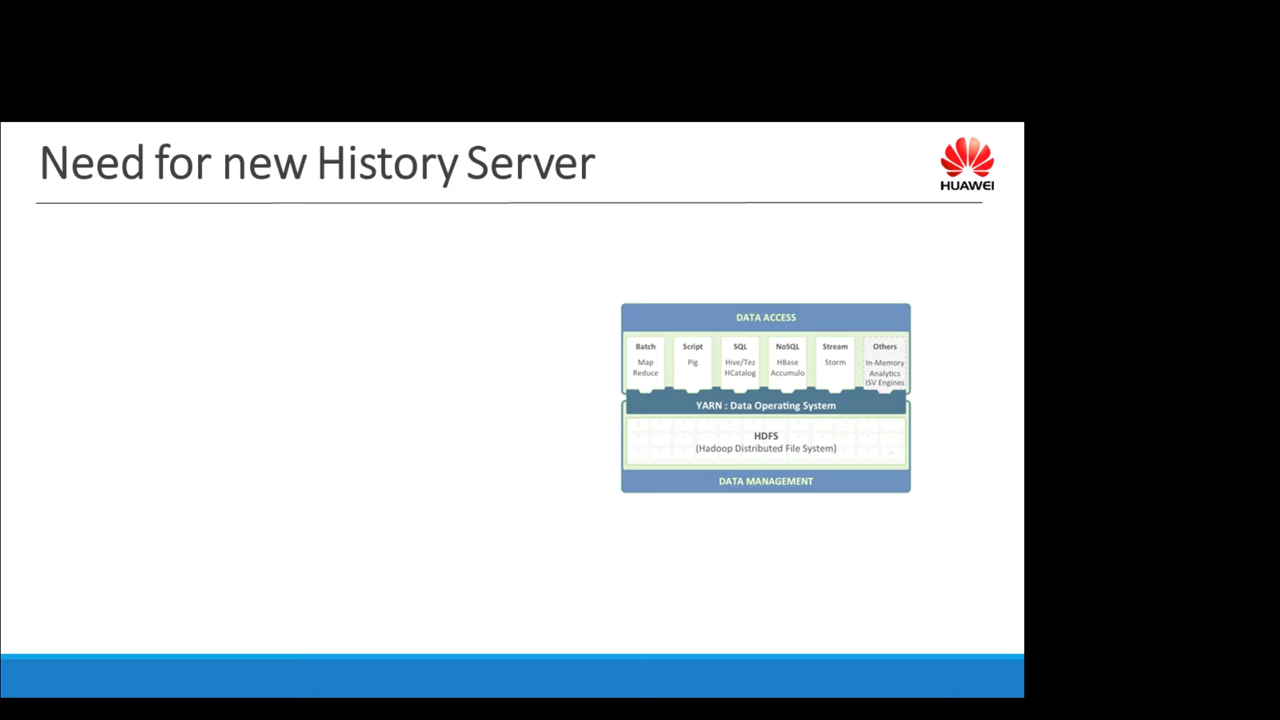 Need for new History Server
HUAWEI
DATA ACCESS
Batch
Map
Reduce
Script
Pig
SQL
Hive/Tez
HCatalog
NoSQL
HBase
Accumulo
Stream
Storm
Others
In-Memory
Analytics
ISV Engines
YARN : Data Operating System
HDFS
(Hadoop Distributed File System)
DATA MANAGEMENT